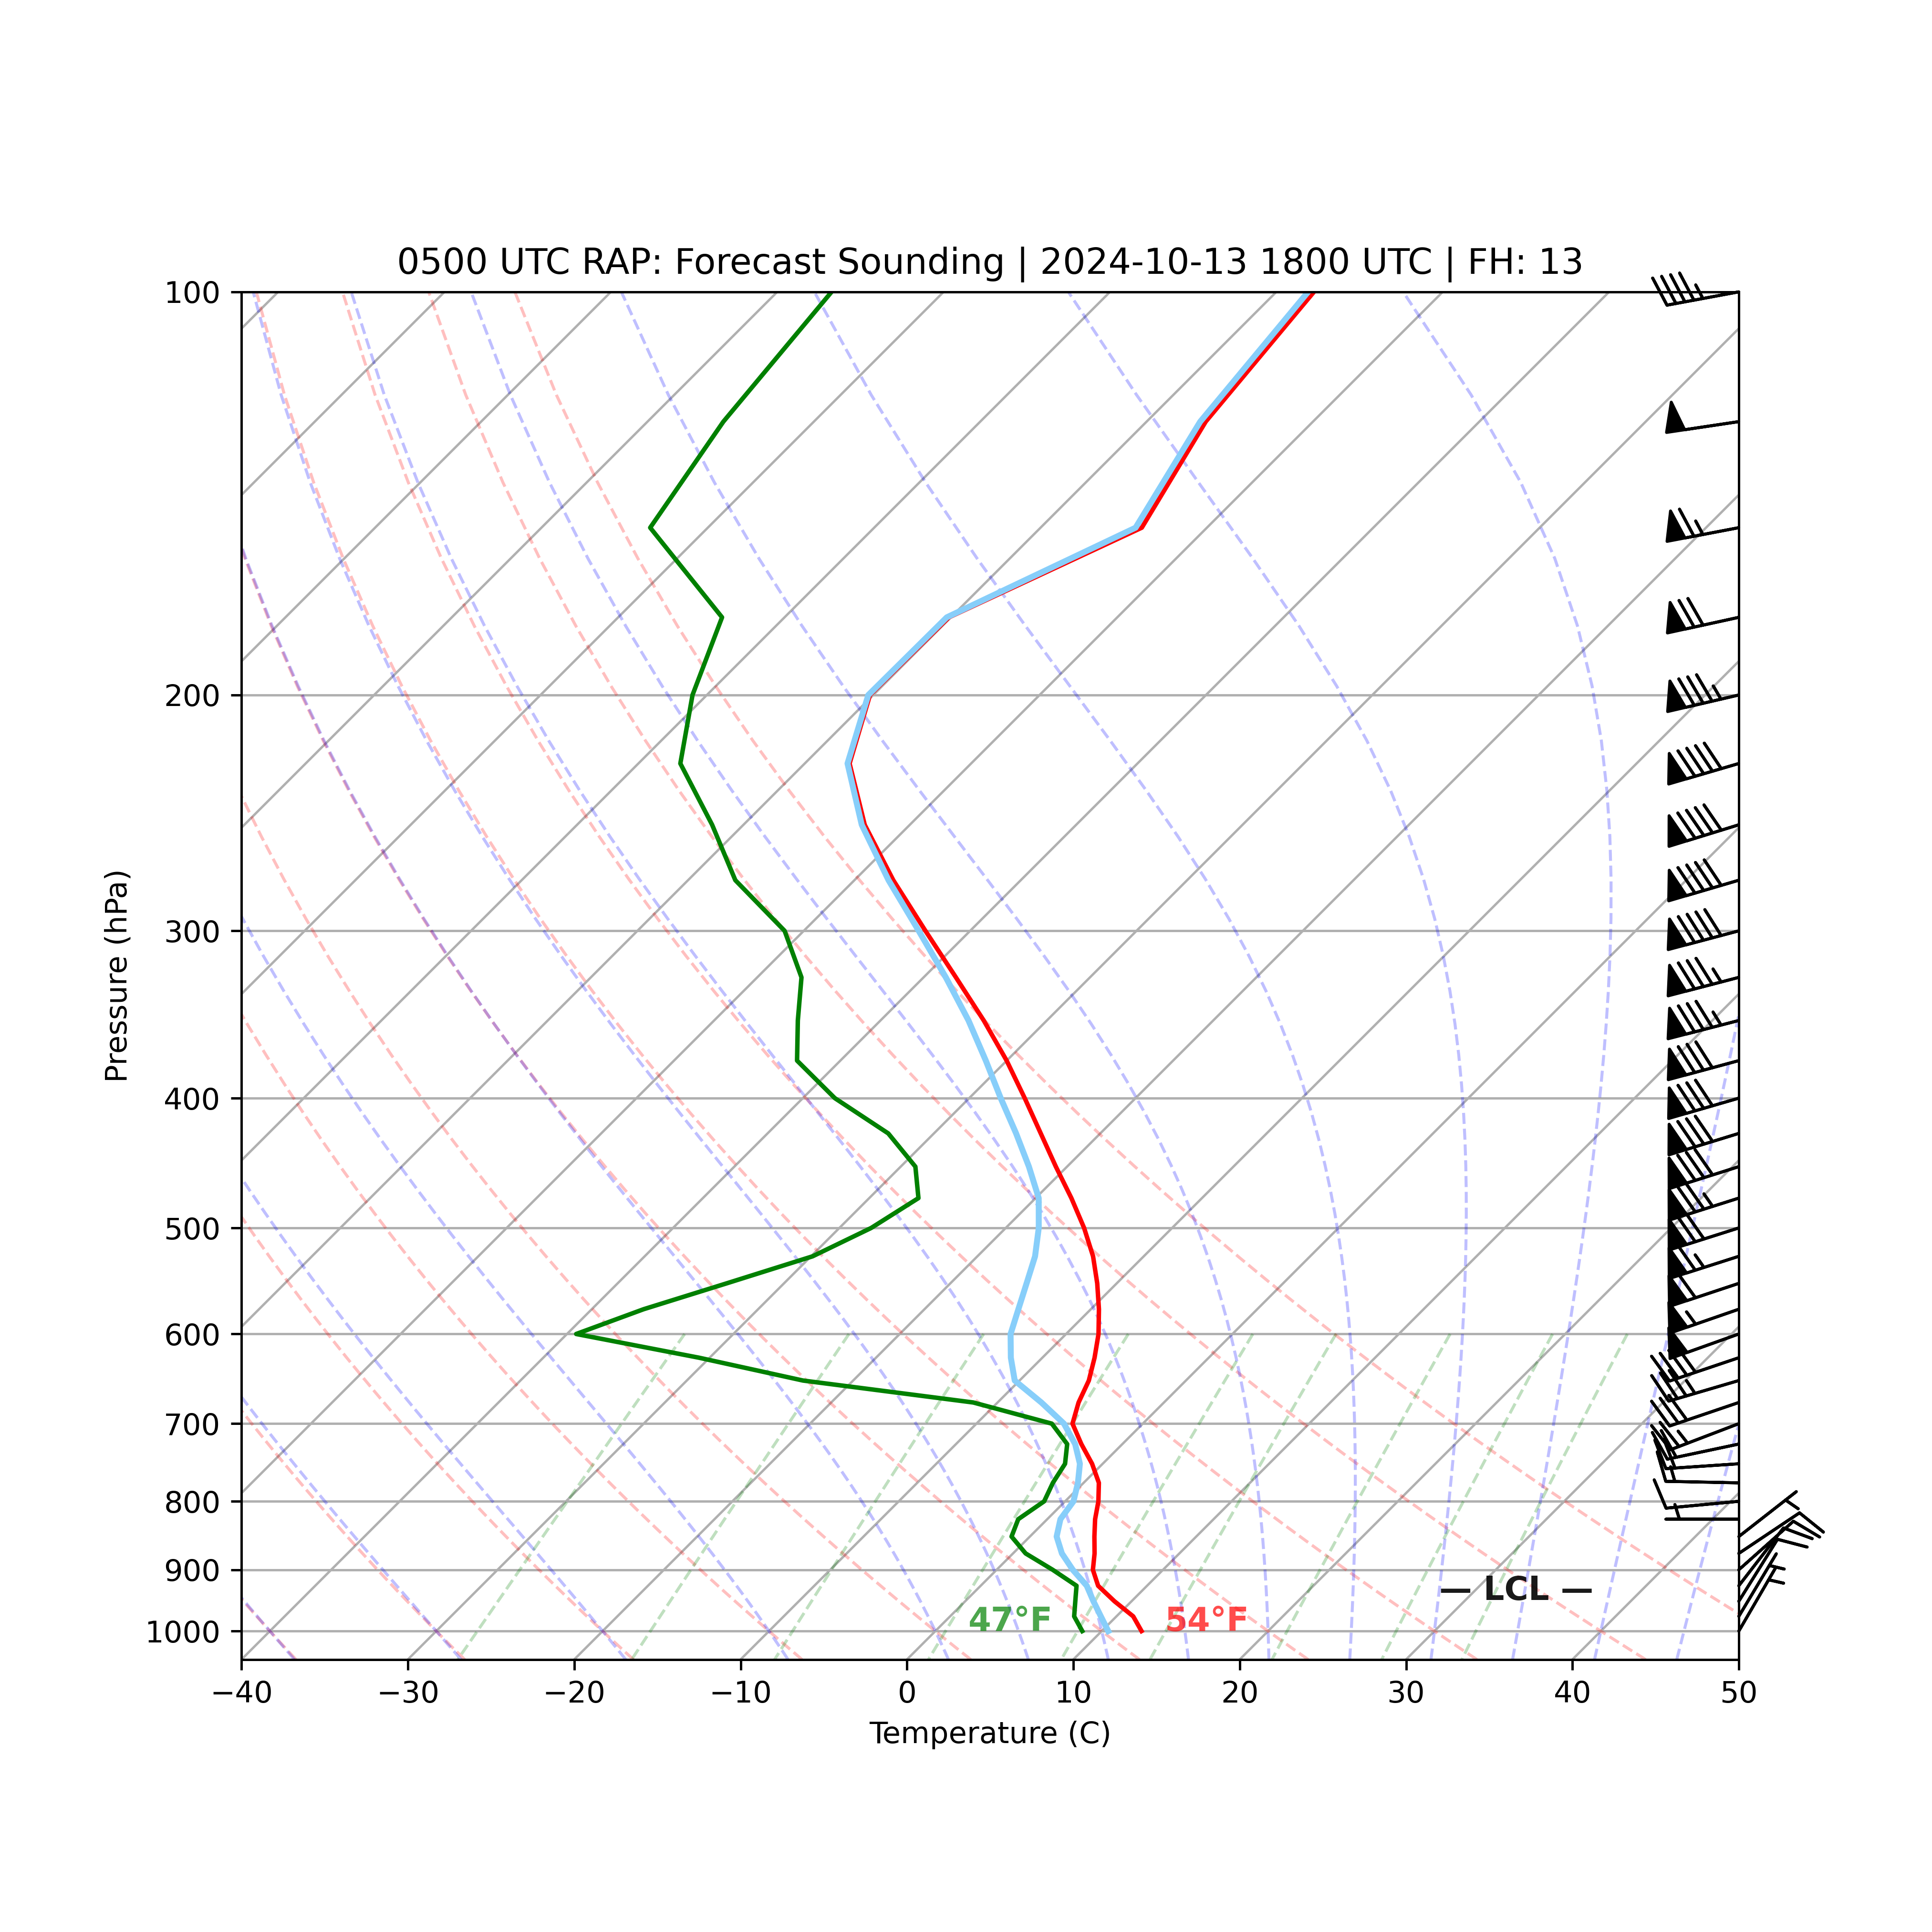 0500 UTC RAP: Forecast Sounding | 2024-10-13 1800 UTC | FH: 13
100
200
300
400
500
600
700
800
900
1000
Pressure (hPa)
— LCL —
47°F
54°F
−40 −30 −20 −10 0 10 20 30 40 50
Temperature (C)